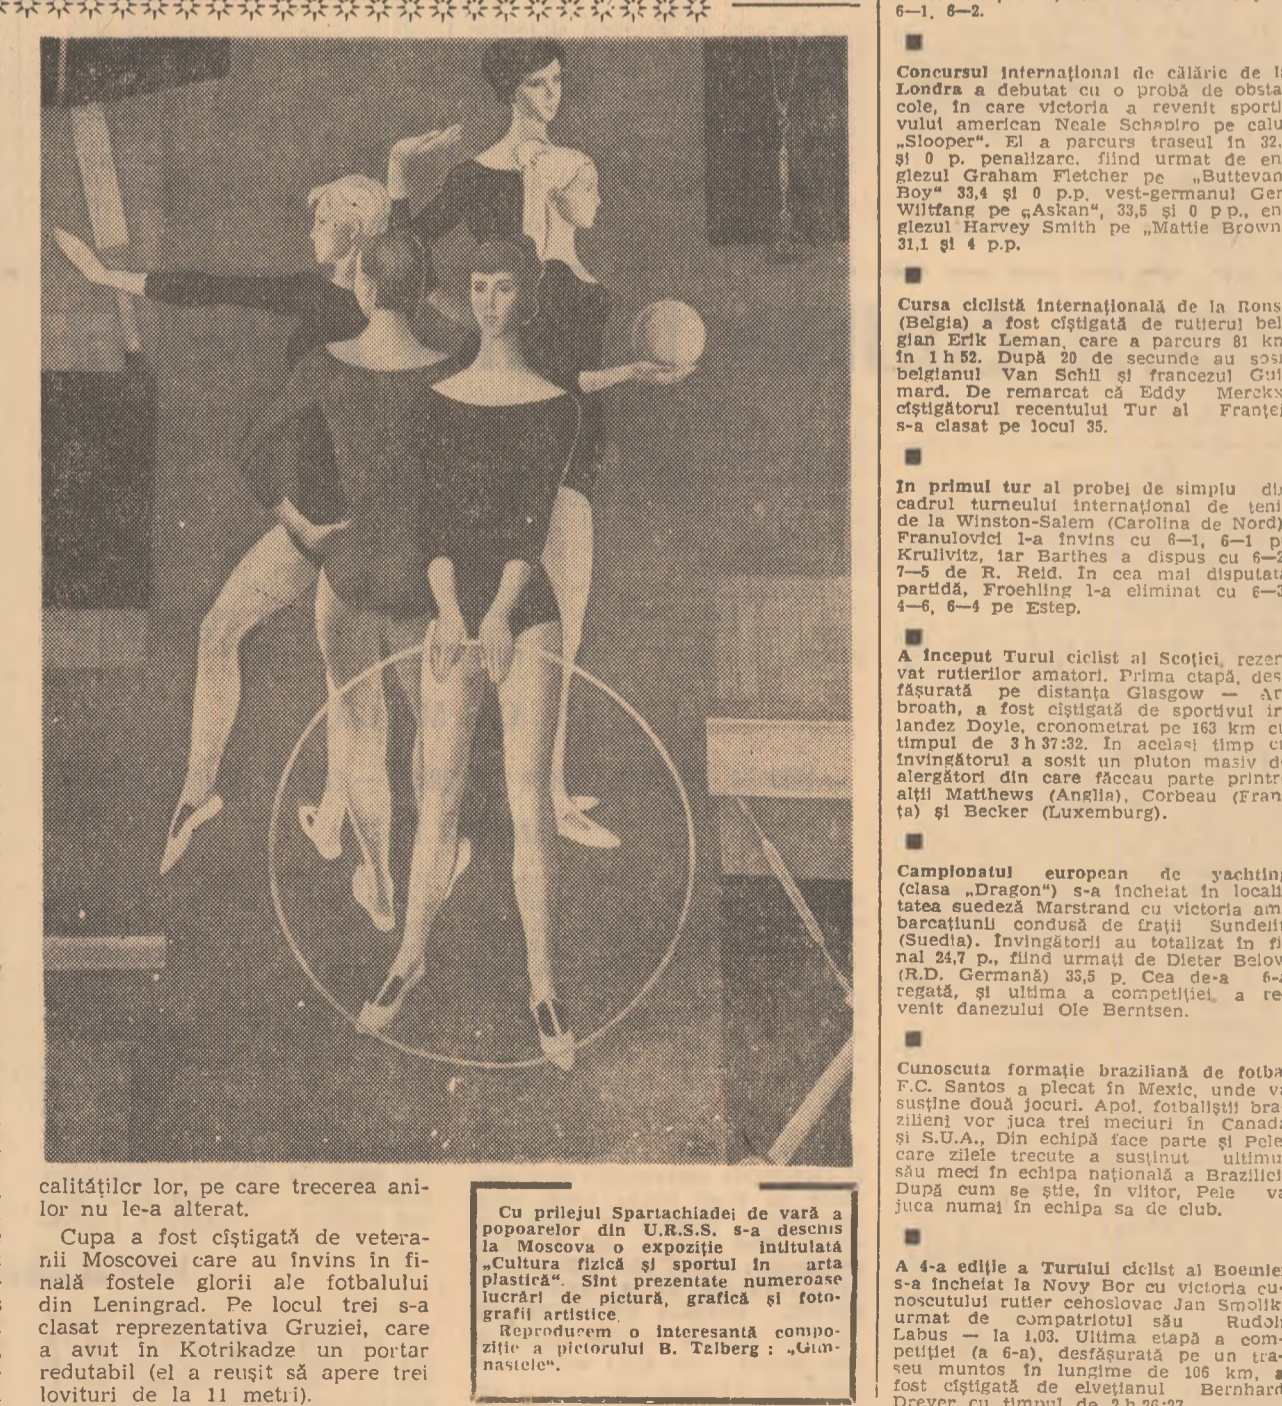 calităților lor, pe care trecerea ani-
lor nu le-a alterat.
Cupa a fost cîștigată de vetera-
nii Moscovei care au învins în fi-
nală fostele glorii ale fotbalului
din Leningrad. Pe locul trei s-a
clasat reprezentativa Gruziei, care
a avut în Kotrikadze un portar
redutabil (el a reușit să apere trei
lovituri de la 11 metri).
Cu prilejul Spartachiadei de vară a
popoarelor din U.R.S.S. s-a deschis
la Moscova o expoziție intitulată
„Cultura fizică și sportul în arta
plastică“. Sînt prezentate numeroase
lucrări de pictură, grafică și foto-
grafii artistice.
Reproducem o interesantă compo-
ziție a pictorului B. Talberg : „Gim-
nastele“.
6—1, 6—2.
Concursul internațional de călărie de
Londra a debutat cu o probă de obsta
cole, în care victoria a revenit sporti
vului american Neale Schapiro pe calu
„Slooper“. El a parcurs traseul în 32.
și 0 p. penalizare, fiind urmat de en
glezul Graham Fletcher pe „Buttevan
Boy“ 33,4 și 0 p.p. vest-germanul Ger
Wiltfang pe „Askan“, 33,5 și 0 p p., en
glezul Harvey Smith pe „Mattie Brown
31,1 și 4 p.p.
Cursa ciclistă internațională de la Rons
(Belgia) a fost cîștigată de rutierul bel
gian Erik Leman, care a parcurs 81 km
în 1 h 52. După 20 de secunde au sosi
belgianul Van Schil și francezul Gui
mard. De remarcat că Eddy Merckx
cîștigătorul recentului Tur al Franței
s-a clasat pe locul 35.
In primul tur al probei de simplu din
cadrul turneului internațional de teni
de la Winston-Salem (Carolina de Nord)
Franulovici l-a învins cu 6—1, 6—1 p
Krulivitz, iar Barthes a dispus cu 6—2
7—5 de R. Reid. In cea mai disputată
partidă, Froehling l-a eliminat cu 6—3
4—6, 6—4 pe Estep.
A început Turul ciclist al Scoției, rezer
vat rutierilor amatori. Prima etapă, des
fășurată pe distanța Glasgow — Ar
broath, a fost cîștigată de sportivul ir
landez Doyle, cronometrat pe 163 km cu
timpul de 3 h 37:32. In același timp cu
învingătorul a sosit un pluton masiv de
alergători din care făceau parte printr
alții Matthews (Anglia), Corbeau (Fran
ța) și Becker (Luxemburg).
Campionatul european de yachting
(clasa „Dragon“) s-a încheiat în locali
tatea suedeză Marstrand cu victoria am
barcațiunii condusă de frații Sundelin
(Suedia). Învingătorii au totalizat în fi
nal 24,7 p., fiind urmați de Dieter Belov
(R.D. Germană) 33,5 p. Cea de-a 6-a
regată, și ultima a competiției, a re
venit danezului Ole Berntsen.
Cunoscuta formație braziliană de fotba
F.C. Santos a plecat în Mexic, unde va
susține două jocuri. Apoi, fotbaliștii bra
zilieni vor juca trei meciuri în Canada
și S.U.A., Din echipă face parte și Pele
care zilele trecute a susținut ultimu
său meci în echipa națională a Braziliei
După cum se știe, în viitor, Pele va
juca numai în echipa sa de club.
A 4-a ediție a Turului ciclist al Boemiei
s-a încheiat la Novy Bor cu victoria cu-
noscutului rutier cehoslovac Jan Smolik
urmat de compatriotul său Rudolf
Labus — la 1,03. Ultima etapă a com-
petiției (a 6-a), desfășurată pe un tra-
seu muntos în lungime de 106 km, a
fost cîștigată de elvețianul Bernhard
Dreyer cu timpul de 2 h 26:27.